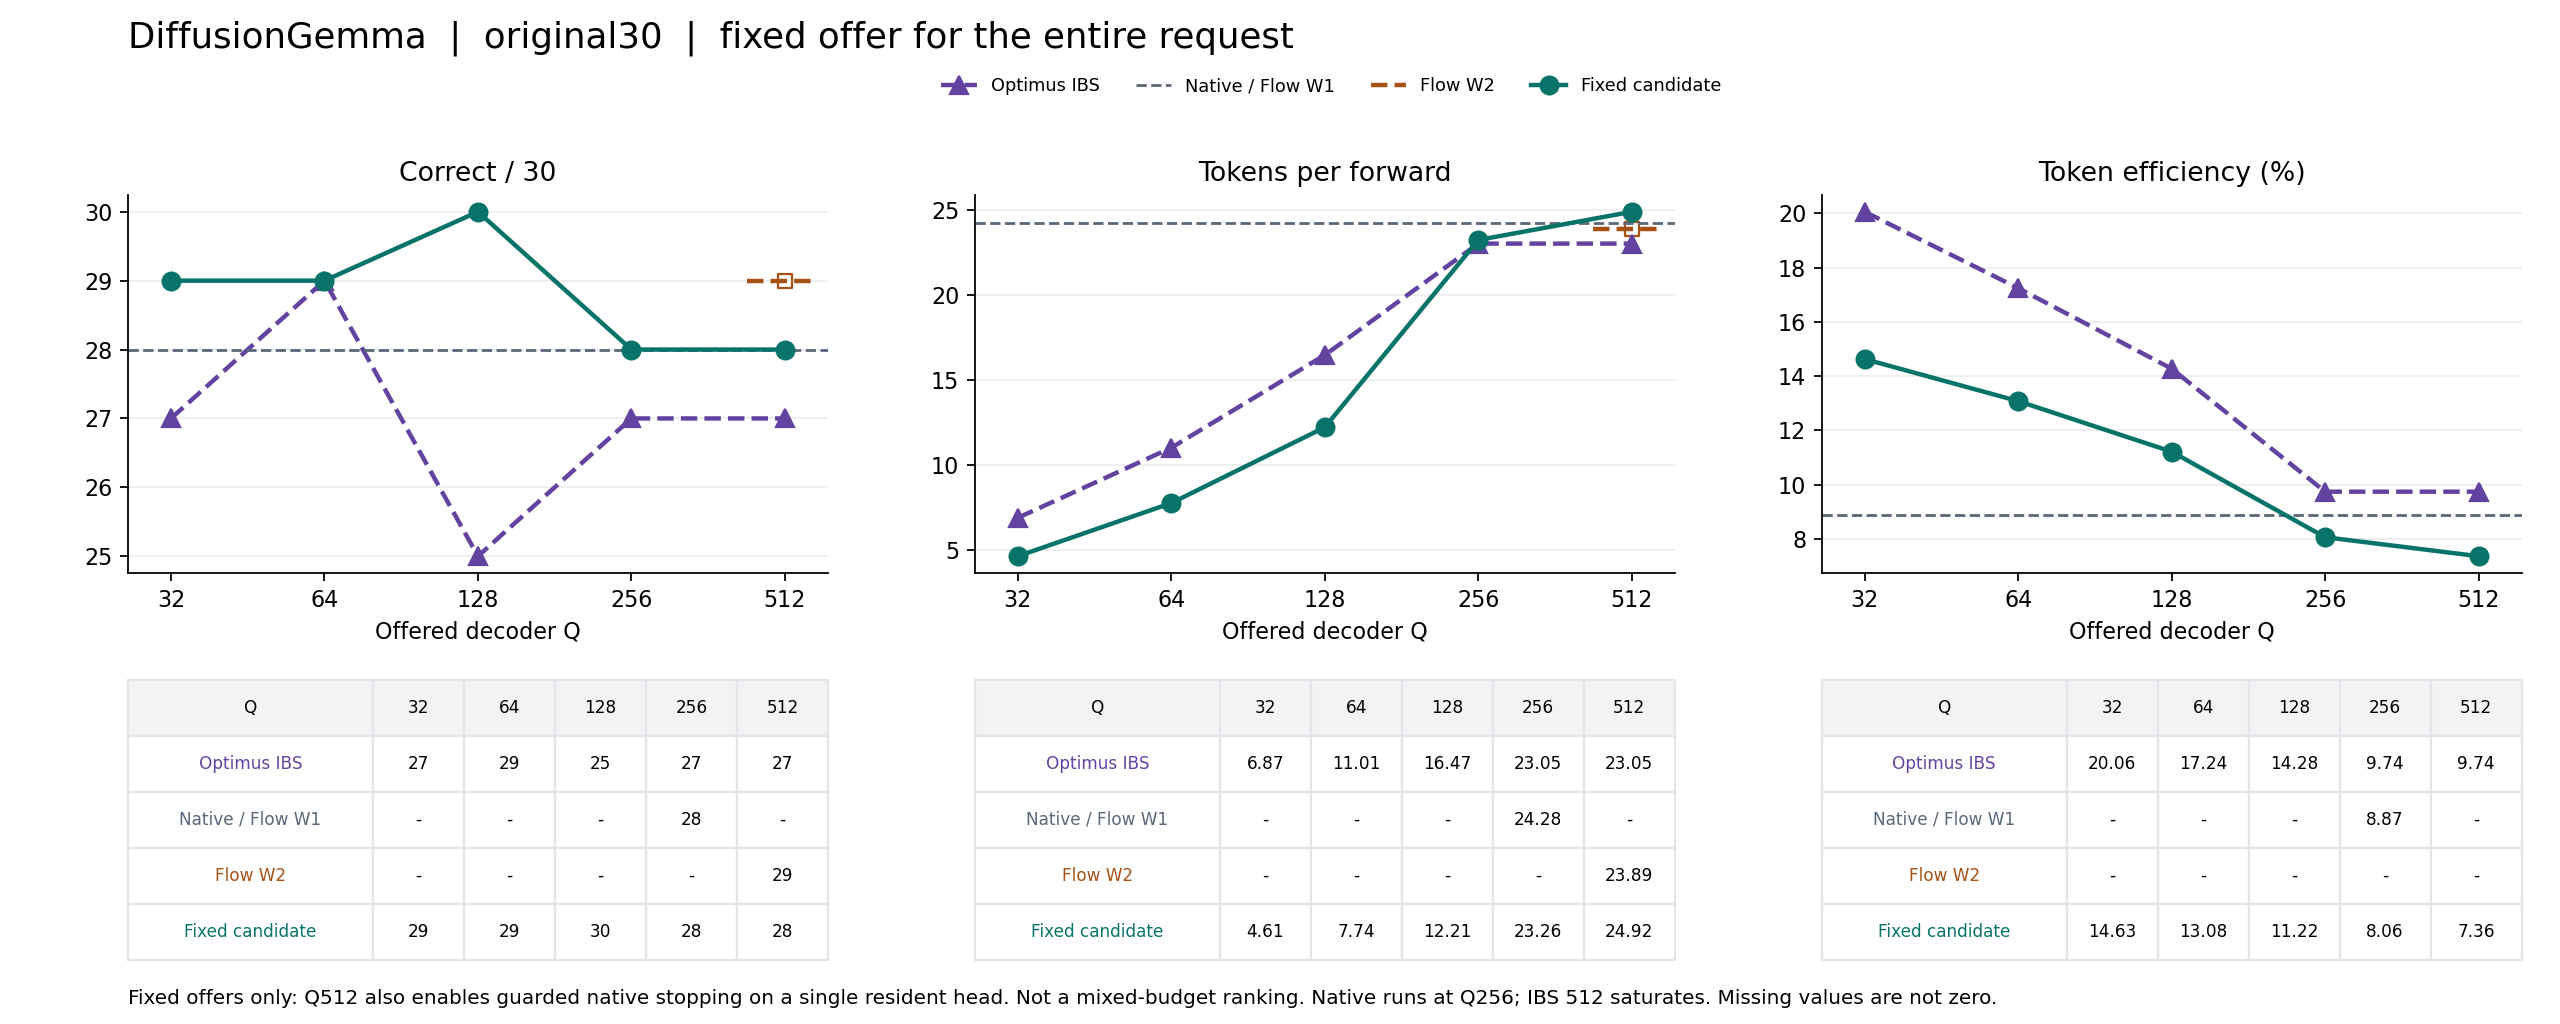 DiffusionGemma | original30 | fixed offer for the entire request
Optimus IBS Native / Flow W1 Flow W2 Fixed candidate
Correct / 30
30
29
28
27
26
25
32 64 128 256 512
Offered decoder Q
Tokens per forward
25
20
15
10
5
32 64 128 256 512
Offered decoder Q
Token efficiency (%)
20
18
16
14
12
10
8
32 64 128 256 512
Offered decoder Q
Q 32 64 128 256 512
Optimus IBS 27 29 25 27 27
Native / Flow W1 - - - 28 -
Flow W2 - - - - 29
Fixed candidate 29 29 30 28 28
Q 32 64 128 256 512
Optimus IBS 6.87 11.01 16.47 23.05 23.05
Native / Flow W1 - - - 24.28 -
Flow W2 - - - - 23.89
Fixed candidate 4.61 7.74 12.21 23.26 24.92
Q 32 64 128 256 512
Optimus IBS 20.06 17.24 14.28 9.74 9.74
Native / Flow W1 - - - 8.87 -
Flow W2 - - - - -
Fixed candidate 14.63 13.08 11.22 8.06 7.36
Fixed offers only: Q512 also enables guarded native stopping on a single resident head. Not a mixed-budget ranking. Native runs at Q256; IBS 512 saturates. Missing values are not zero.